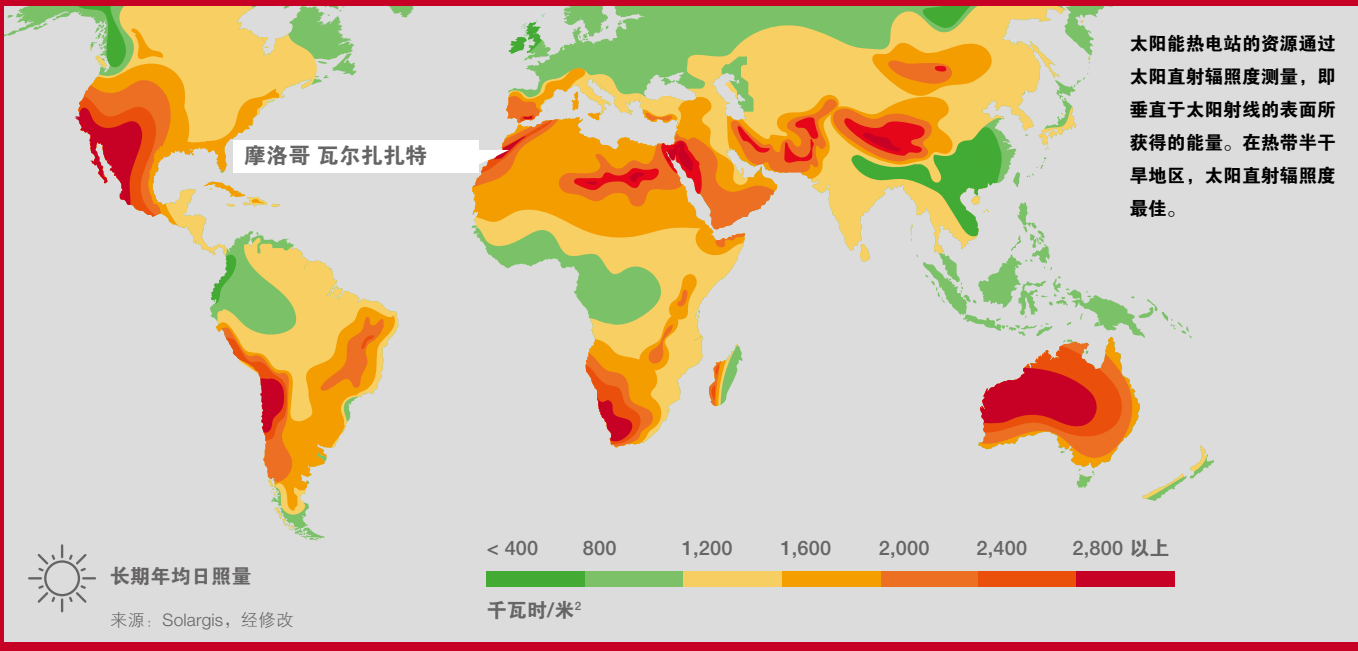 太阳能热电站的资源通过
太阳直射辐照度测量，即
垂直于太阳射线的表面所
获得的能量。在热带半干
旱地区，太阳直射辐照度
最佳。
摩洛哥 瓦尔扎扎特
< 400 800 1,200 1,600 2,000 2,400 2,800 以上
千瓦时/米²
长期年均日照量
来源：Solargis，经修改